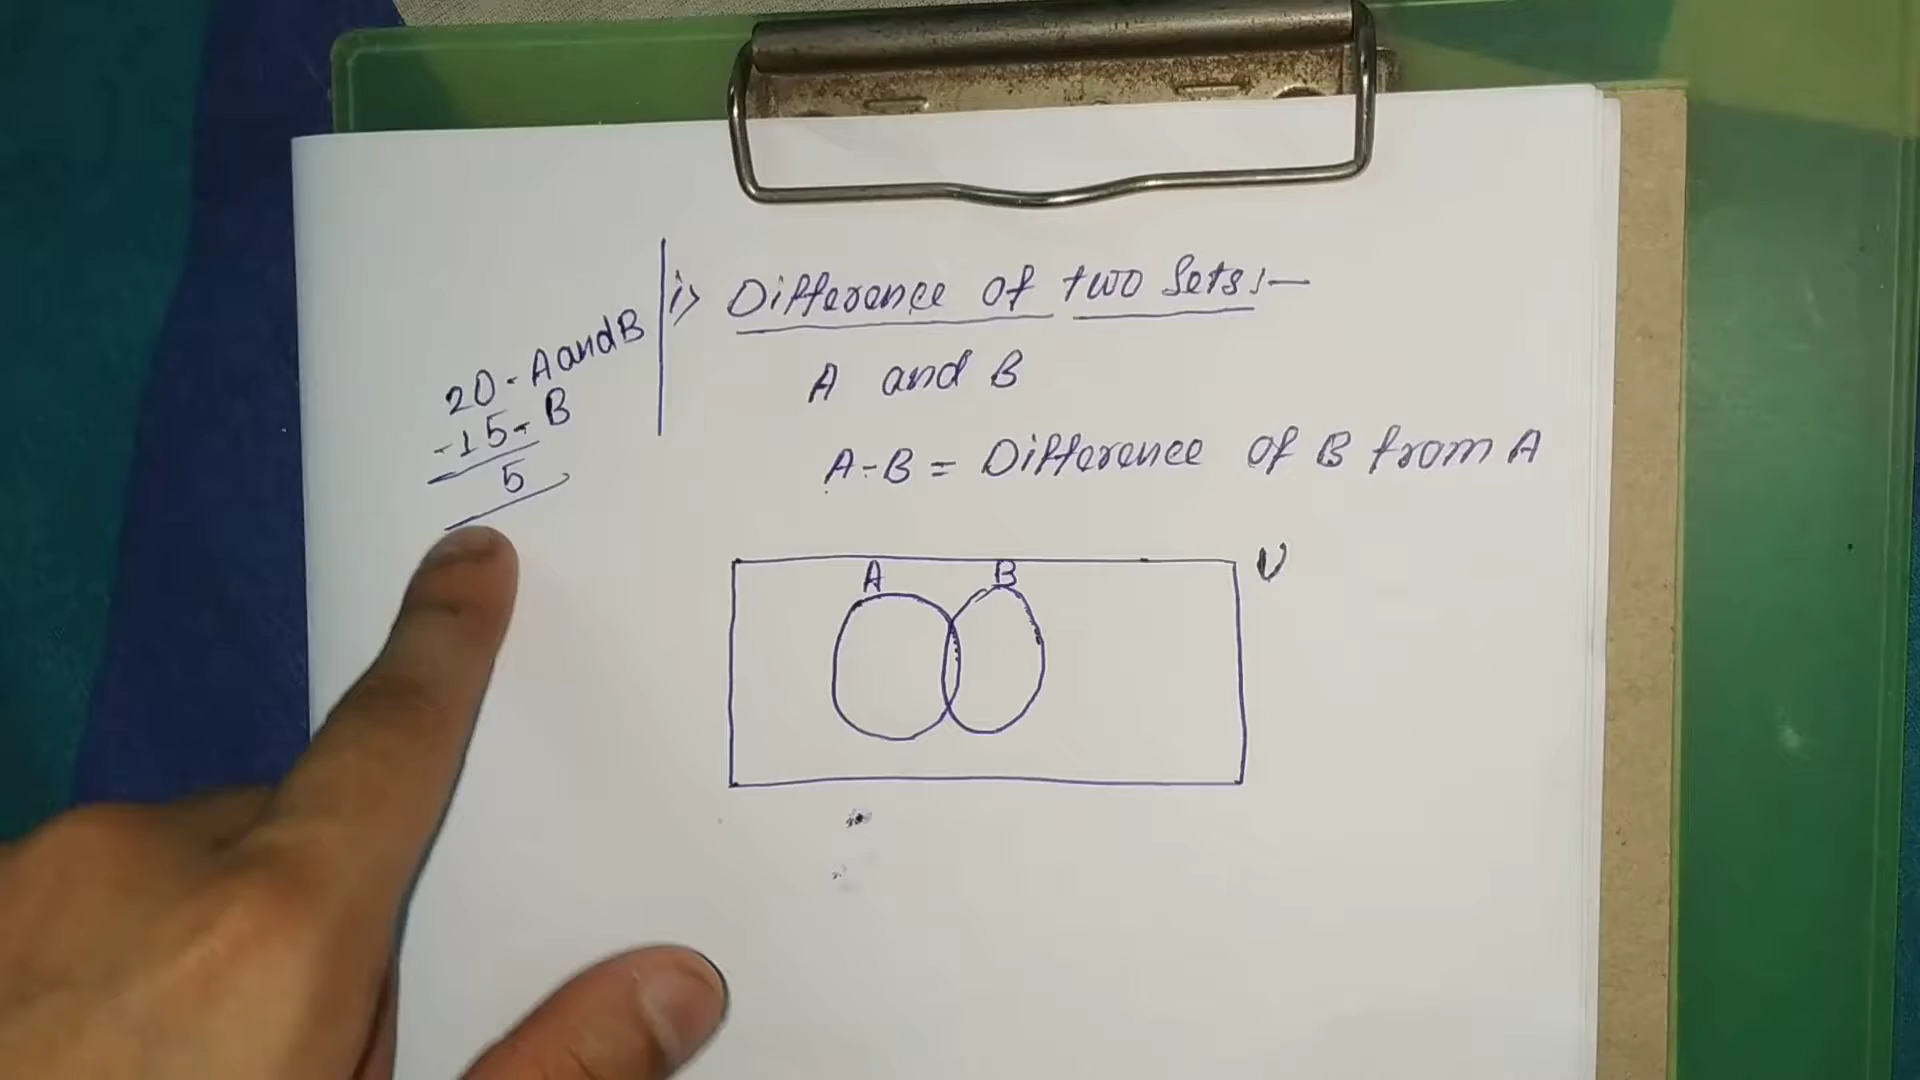 i> Difference of two Sets:-
20 - A and B
-15 - B
5
A and B
A-B = Difference of B from A
U
A B